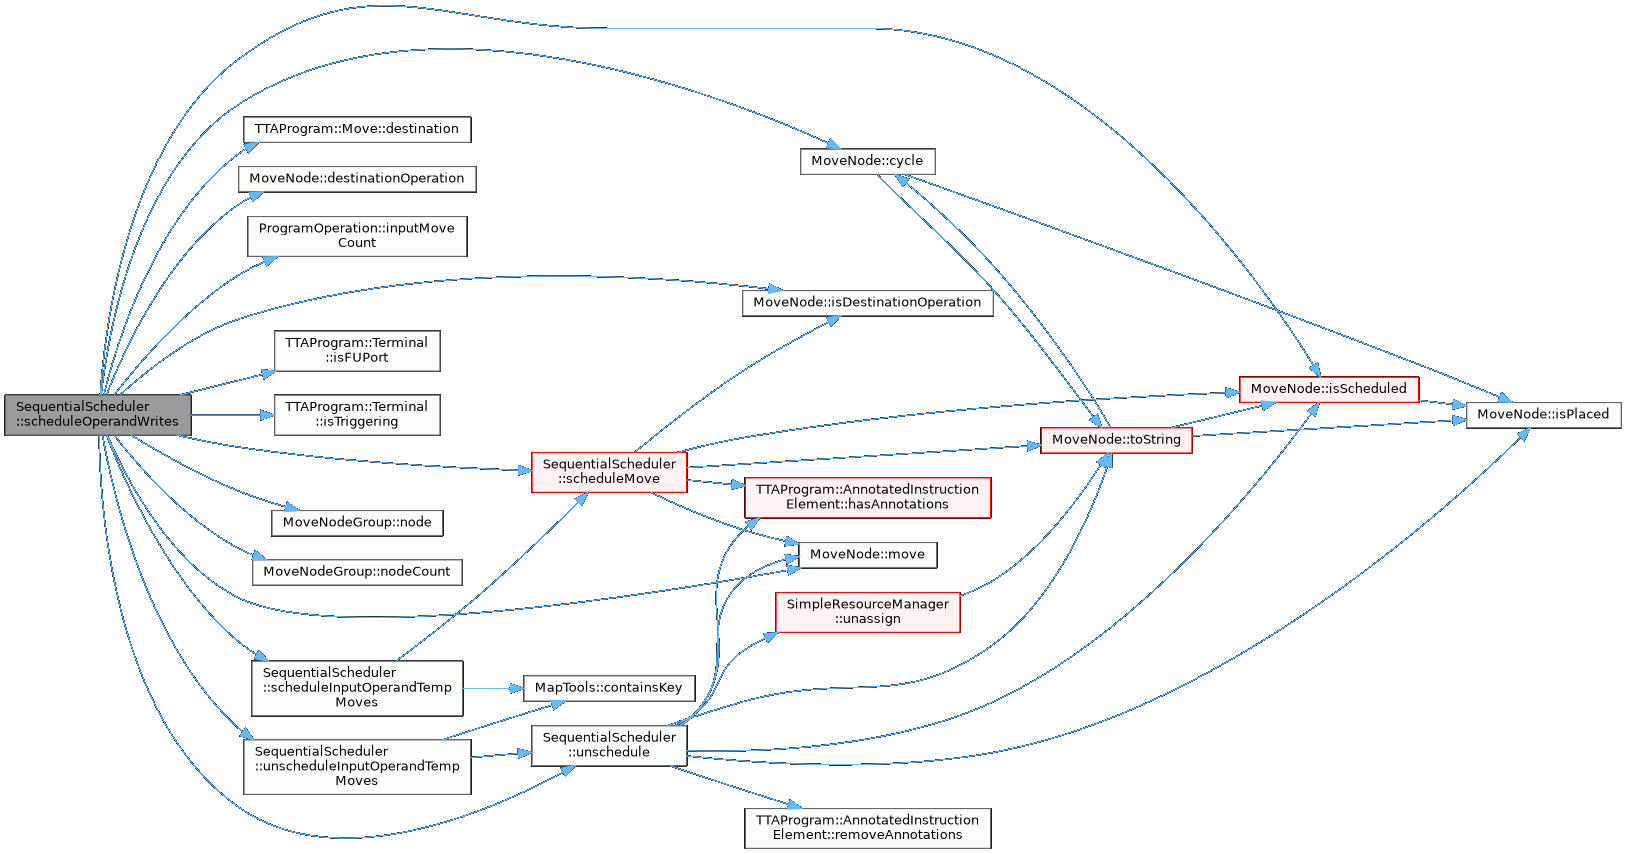 SequentialScheduler
::scheduleOperandWrites
TTAProgram::Move::destination
MoveNode::destinationOperation
ProgramOperation::inputMove
Count
TTAProgram::Terminal
::isFUPort
TTAProgram::Terminal
::isTriggering
MoveNodeGroup::node
MoveNodeGroup::nodeCount
SequentialScheduler
::scheduleInputOperandTemp
Moves
SequentialScheduler
::unscheduleInputOperandTemp
Moves
SequentialScheduler
::scheduleMove
MapTools::containsKey
SequentialScheduler
::unschedule
MoveNode::cycle
MoveNode::isDestinationOperation
TTAProgram::AnnotatedInstruction
Element::hasAnnotations
MoveNode::move
SimpleResourceManager
::unassign
TTAProgram::AnnotatedInstruction
Element::removeAnnotations
MoveNode::toString
MoveNode::isScheduled
MoveNode::isPlaced